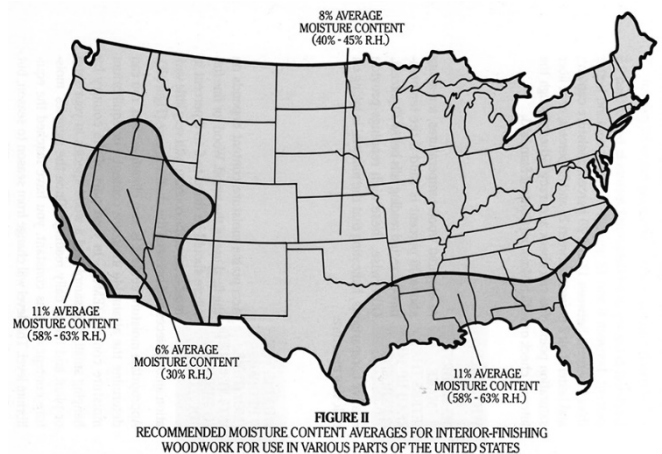 8% AVERAGE
MOISTURE CONTENT
(40% - 45% R.H.)
11% AVERAGE
MOISTURE CONTENT
(58% - 63% R.H.)
6% AVERAGE
MOISTURE CONTENT
(30% R.H.)
11% AVERAGE
MOISTURE CONTENT
(58% - 63% R.H.)
FIGURE II
RECOMMENDED MOISTURE CONTENT AVERAGES FOR INTERIOR-FINISHING
WOODWORK FOR USE IN VARIOUS PARTS OF THE UNITED STATES